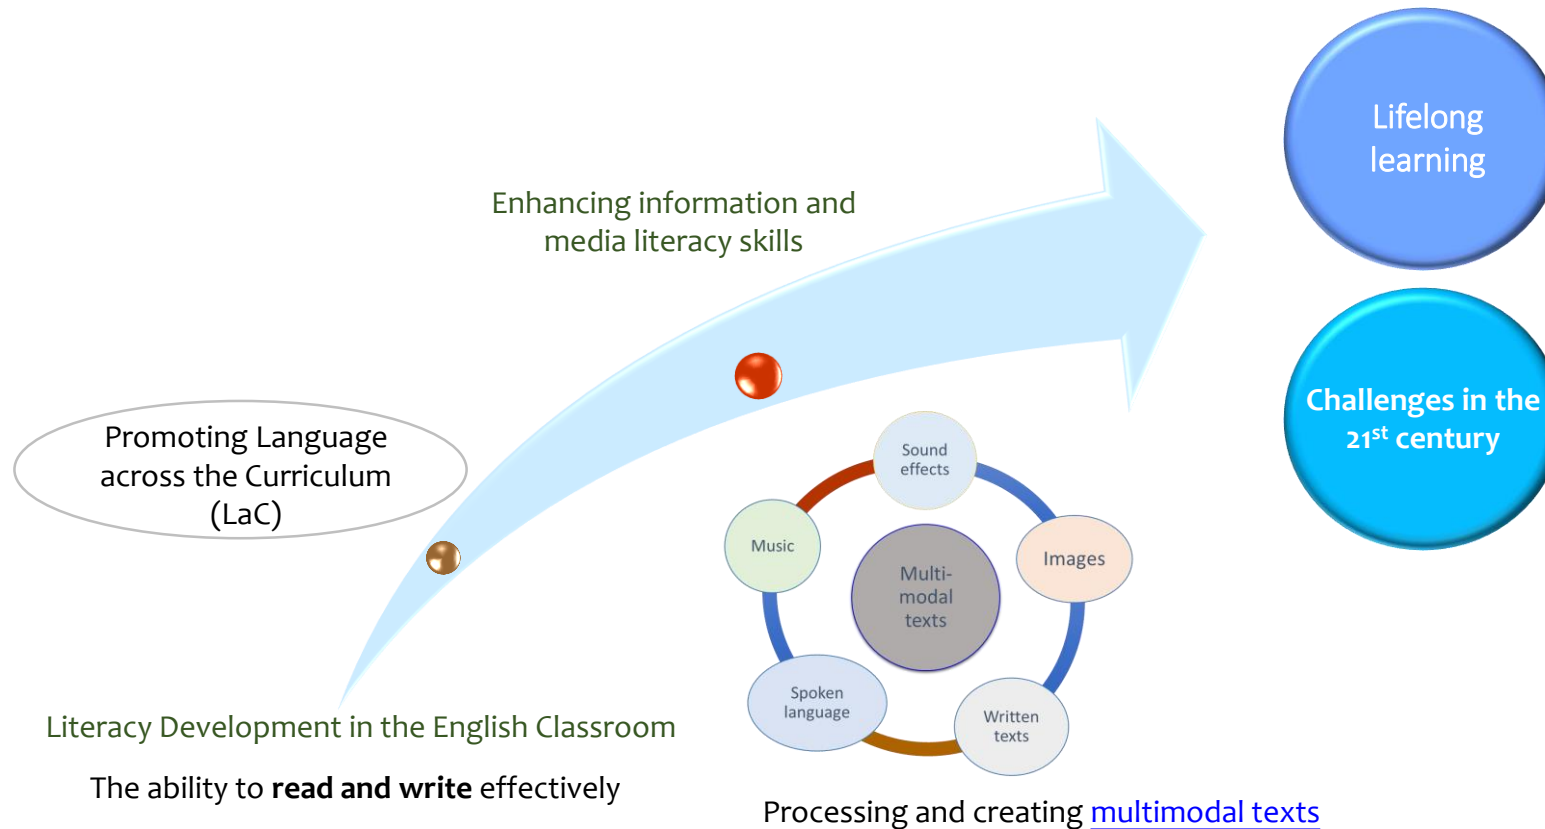 Lifelong
learning
Enhancing information and
media literacy skills
Challenges in the
21st century
Promoting Language
across the Curriculum
(LaC)
Sound
effects
Music
Images
Multi-
modal
texts
Spoken
language
Written
texts
Literacy Development in the English Classroom
The ability to read and write effectively
Processing and creating multimodal texts